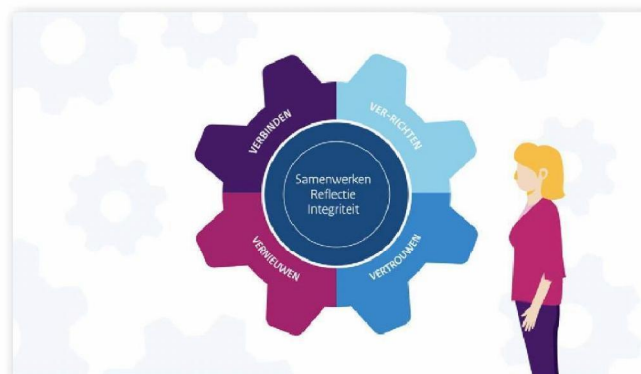 VERBINDEN
VER-RICHTEN
Samenwerken
Reflectie
Integriteit
VERNIEUWEN
VERTROUWEN